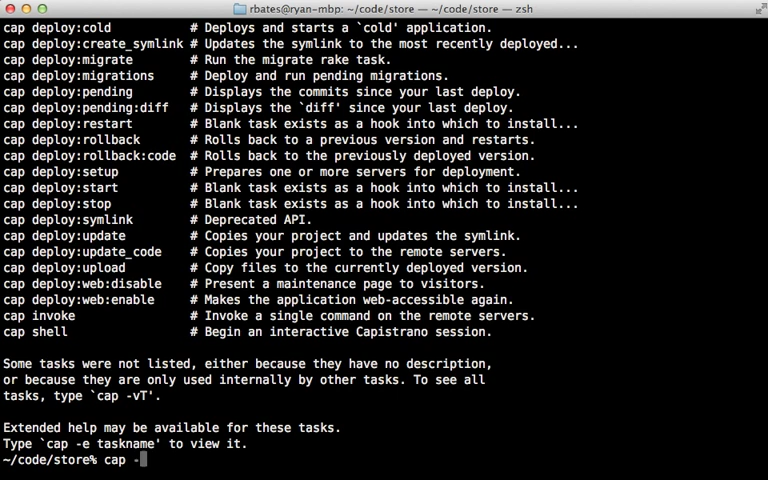 rbates@ryan-mbp: ~/code/store — ~/code/store — zsh
cap deploy:cold # Deploys and starts a `cold' application.
cap deploy:create_symlink # Updates the symlink to the most recently deployed...
cap deploy:migrate # Run the migrate rake task.
cap deploy:migrations # Deploy and run pending migrations.
cap deploy:pending # Displays the commits since your last deploy.
cap deploy:pending:diff # Displays the `diff' since your last deploy.
cap deploy:restart # Blank task exists as a hook into which to install...
cap deploy:rollback # Rolls back to a previous version and restarts.
cap deploy:rollback:code # Rolls back to the previously deployed version.
cap deploy:setup # Prepares one or more servers for deployment.
cap deploy:start # Blank task exists as a hook into which to install...
cap deploy:stop # Blank task exists as a hook into which to install...
cap deploy:symlink # Deprecated API.
cap deploy:update # Copies your project and updates the symlink.
cap deploy:update_code # Copies your project to the remote servers.
cap deploy:upload # Copy files to the currently deployed version.
cap deploy:web:disable # Present a maintenance page to visitors.
cap deploy:web:enable # Makes the application web-accessible again.
cap invoke # Invoke a single command on the remote servers.
cap shell # Begin an interactive Capistrano session.
Some tasks were not listed, either because they have no description,
or because they are only used internally by other tasks. To see all
tasks, type `cap -vT'.
Extended help may be available for these tasks.
Type `cap -e taskname' to view it.
~/code/store% cap -